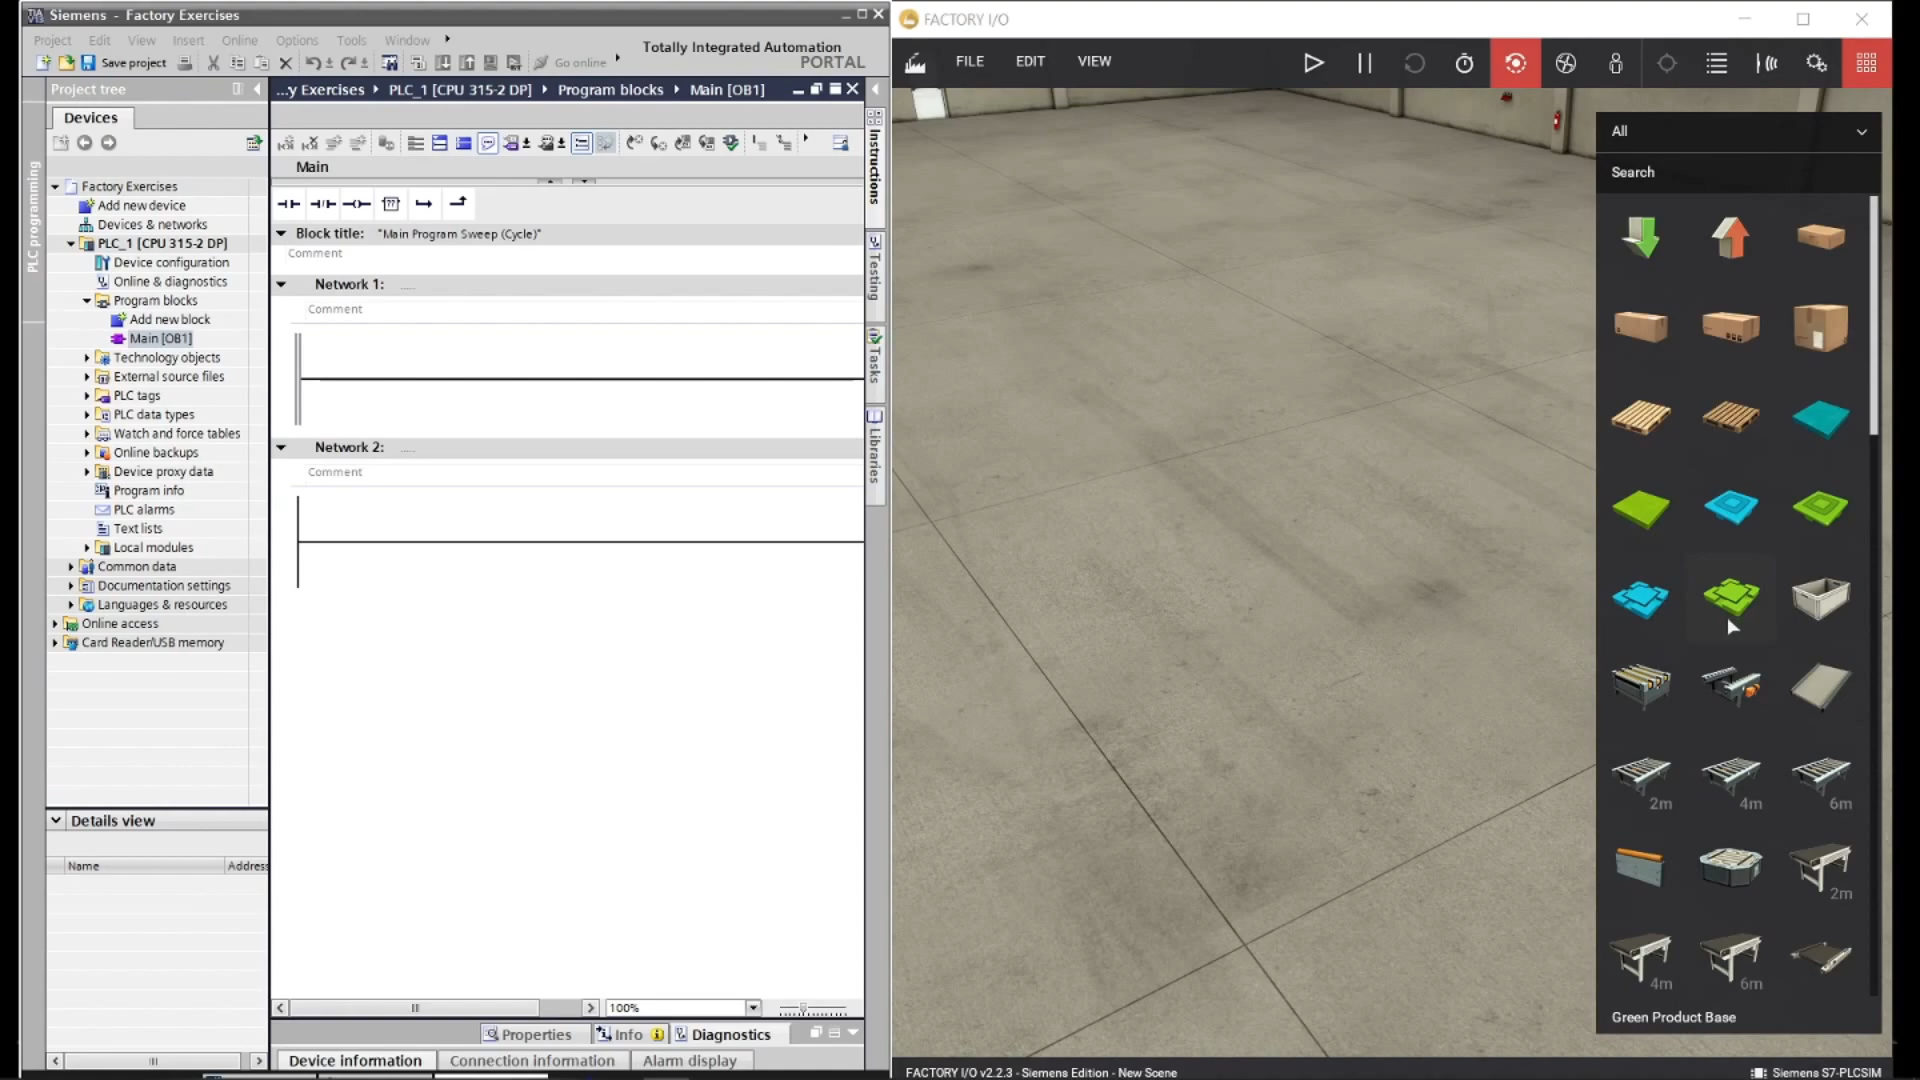 Siemens - Factory Exercises
Project Edit View Insert Online Options Tools Window
Totally Integrated Automation
PORTAL
Save project
Go online
Project tree
...y Exercises PLC_1 [CPU 315-2 DP] Program blocks Main [OB1]
Devices
PLC programming
Factory Exercises
Add new device
Devices & networks
PLC_1 [CPU 315-2 DP]
Device configuration
Online & diagnostics
Program blocks
Add new block
Main [OB1]
Technology objects
External source files
PLC tags
PLC data types
Watch and force tables
Online backups
Device proxy data
Program info
PLC alarms
Text lists
Local modules
Common data
Documentation settings
Languages & resources
Online access
Card Reader/USB memory
Details view
Name Address
Main
??
Block title: "Main Program Sweep (Cycle)"
Comment
Network 1: .....
Comment
Network 2: .....
Comment
100%
Properties Info Diagnostics
Device information Connection information Alarm display
Instructions
Testing
Tasks
Libraries
FACTORY I/O
FILE EDIT VIEW
All
Search
2m 4m 6m
2m
4m 6m
Green Product Base
FACTORY I/O v2.2.3 - Siemens Edition - New Scene
Siemens S7-PLCSIM